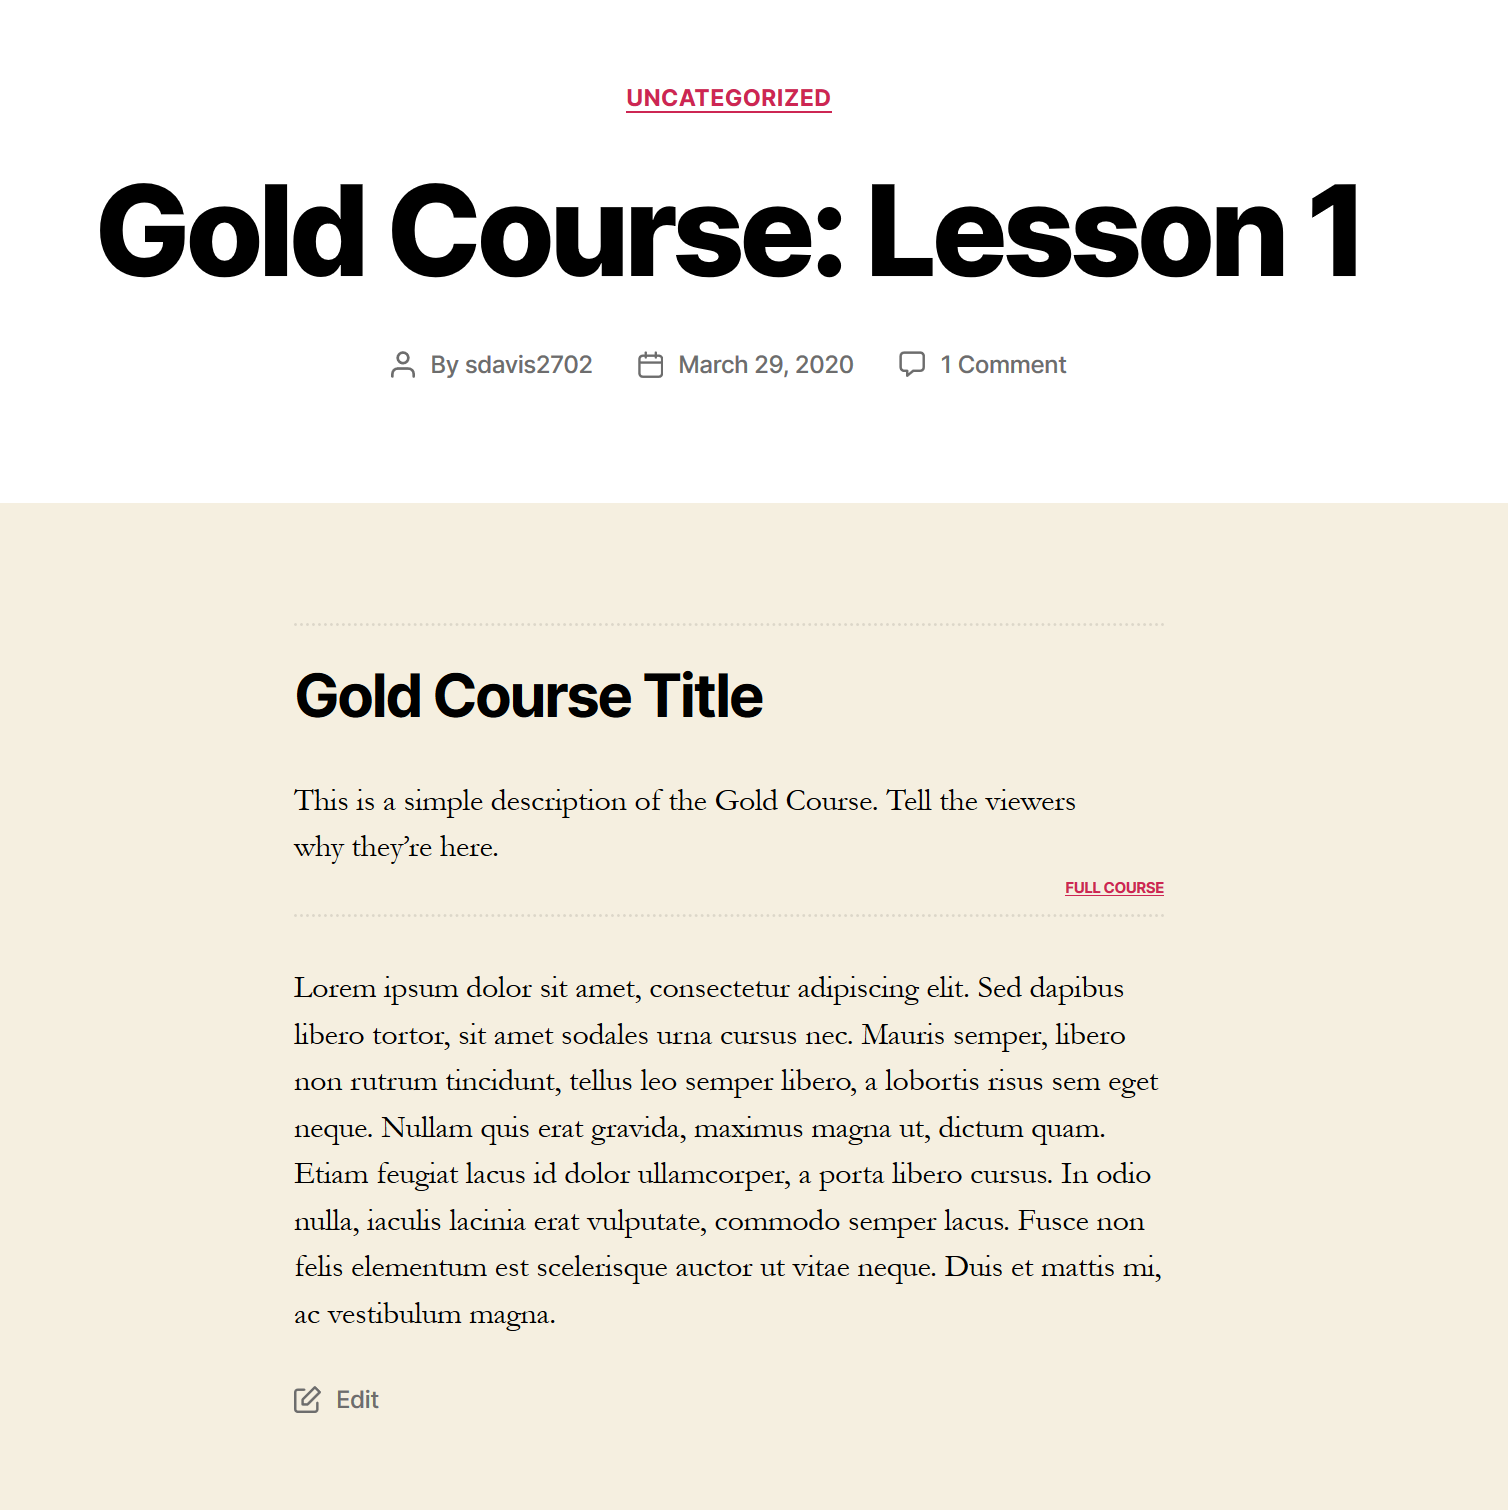 UNCATEGORIZED
Gold Course: Lesson 1
By sdavis2702 March 29, 2020 1 Comment
Gold Course Title
This is a simple description of the Gold Course. Tell the viewers
why they’re here.
FULL COURSE
Lorem ipsum dolor sit amet, consectetur adipiscing elit. Sed dapibus
libero tortor, sit amet sodales urna cursus nec. Mauris semper, libero
non rutrum tincidunt, tellus leo semper libero, a lobortis risus sem eget
neque. Nullam quis erat gravida, maximus magna ut, dictum quam.
Etiam feugiat lacus id dolor ullamcorper, a porta libero cursus. In odio
nulla, iaculis lacinia erat vulputate, commodo semper lacus. Fusce non
felis elementum est scelerisque auctor ut vitae neque. Duis et mattis mi,
ac vestibulum magna.
Edit